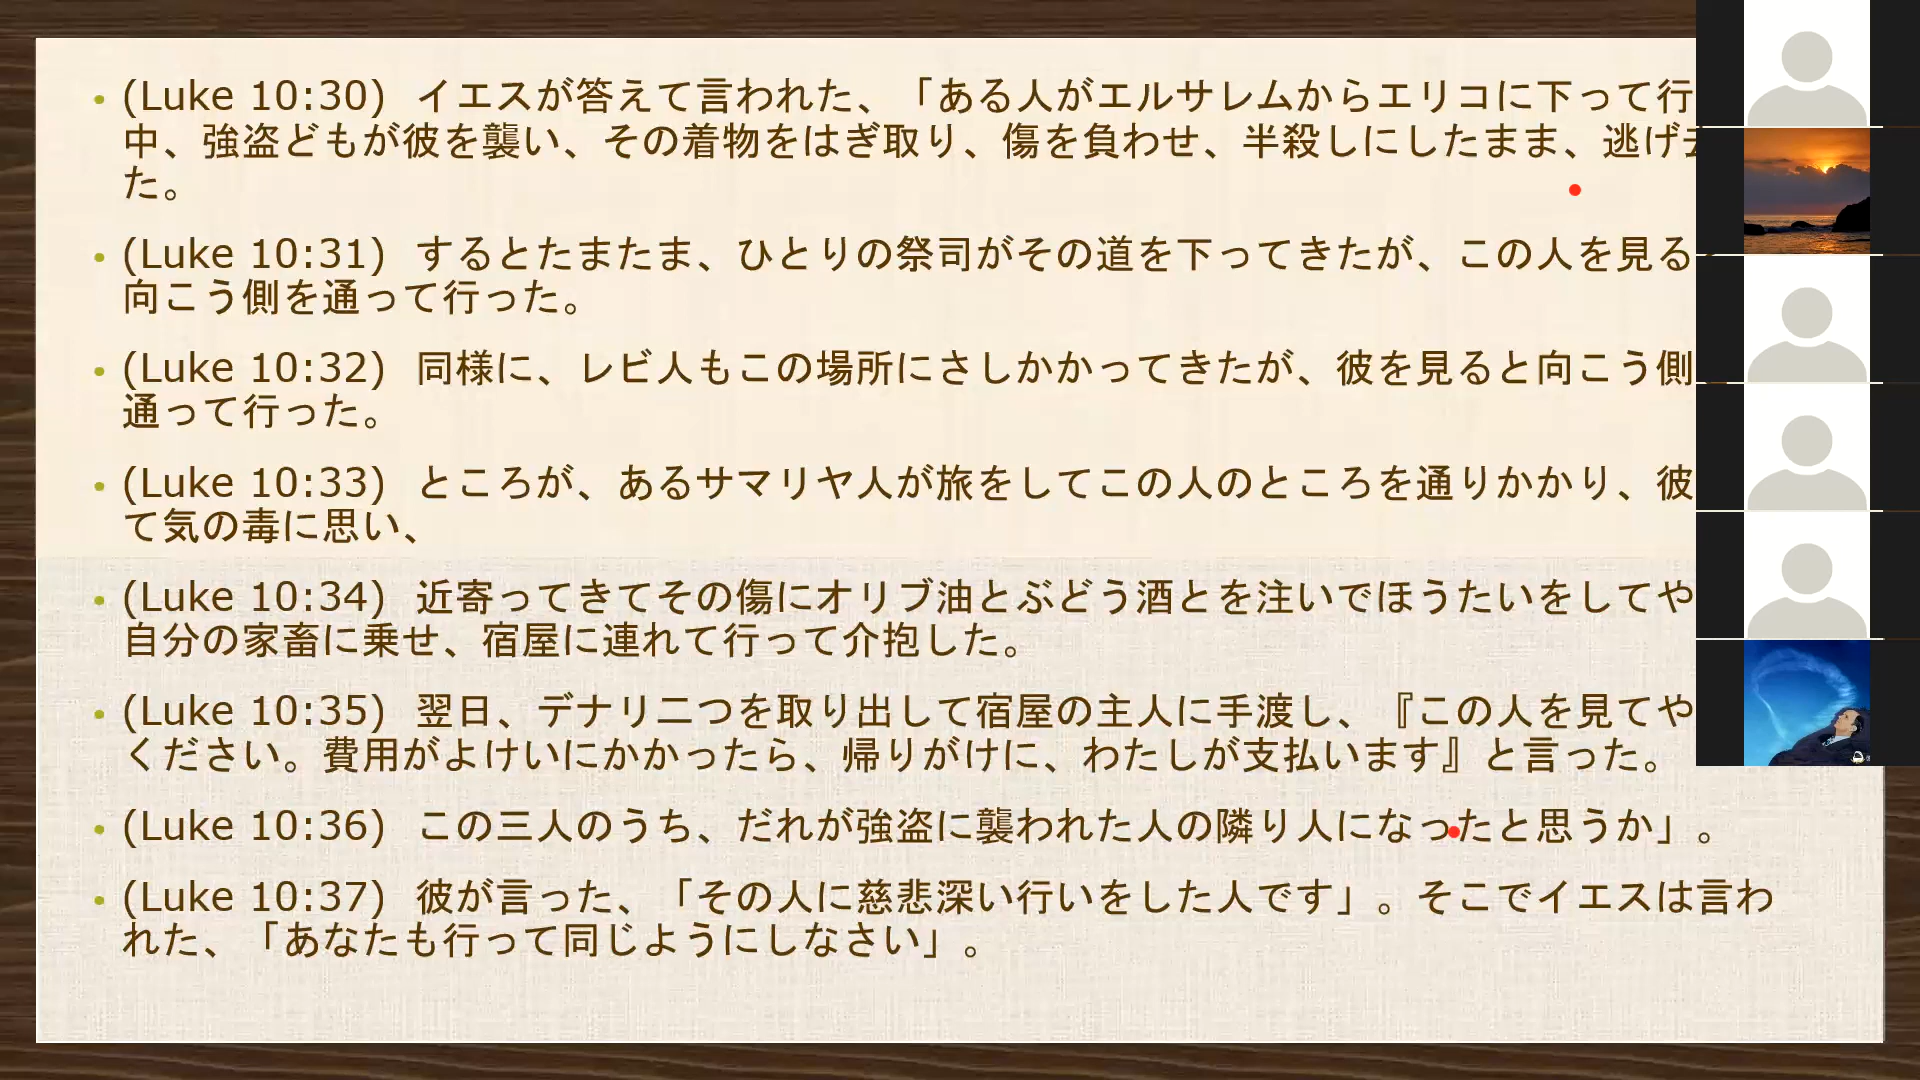 (Luke 10:30) イエスが答えて言われた、「ある人がエルサレムからエリコに下って行
中、強盗どもが彼を襲い、その着物をはぎ取り、傷を負わせ、半殺しにしたまま、逃げ去
た。
(Luke 10:31) するとたまたま、ひとりの祭司がその道を下ってきたが、この人を見る
向こう側を通って行った。
(Luke 10:32) 同様に、レビ人もこの場所にさしかかってきたが、彼を見ると向こう側
通って行った。
(Luke 10:33) ところが、あるサマリヤ人が旅をしてこの人のところを通りかかり、彼
て気の毒に思い、
(Luke 10:34) 近寄ってきてその傷にオリブ油とぶどう酒とを注いでほうたいをしてや
自分の家畜に乗せ、宿屋に連れて行って介抱した。
(Luke 10:35) 翌日、デナリ二つを取り出して宿屋の主人に手渡し、『この人を見てや
ください。費用がよけいにかかったら、帰りがけに、わたしが支払います』と言った。
(Luke 10:36) この三人のうち、だれが強盗に襲われた人の隣り人になったと思うか」。
(Luke 10:37) 彼が言った、「その人に慈悲深い行いをした人です」。そこでイエスは言わ
れた、「あなたも行って同じようにしなさい」。